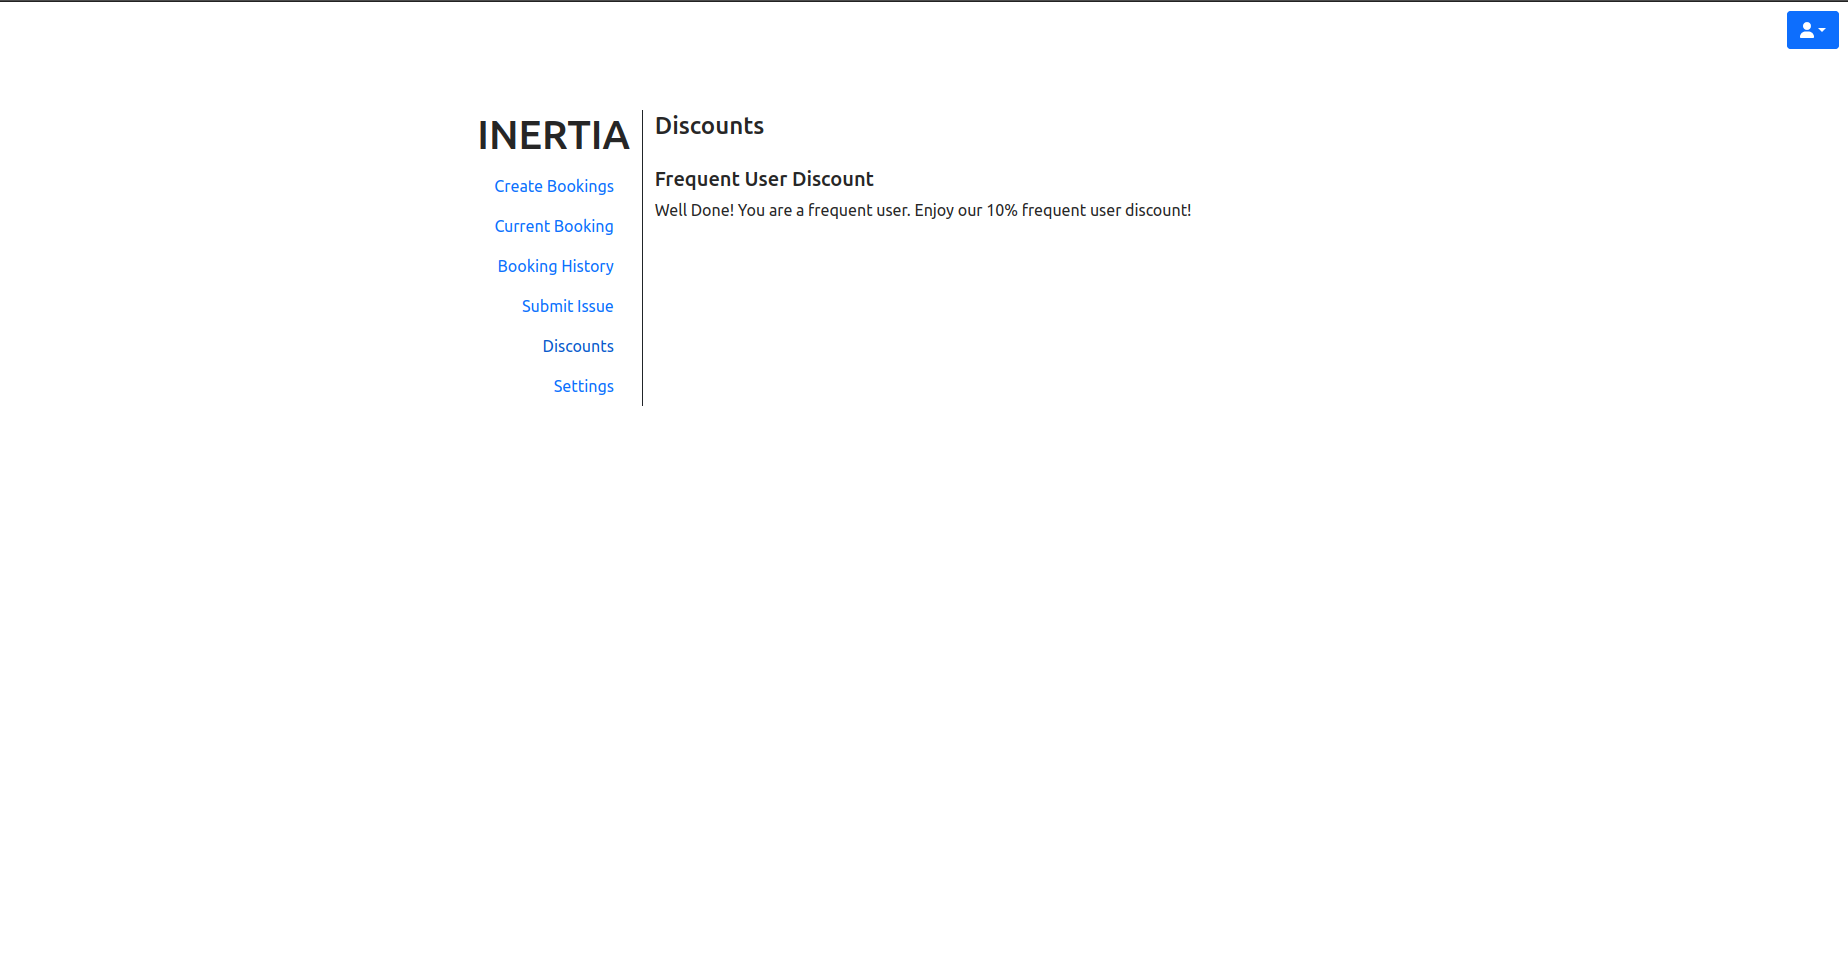 INERTIA
Create Bookings
Current Booking
Booking History
Submit Issue
Discounts
Settings
Discounts
Frequent User Discount
Well Done! You are a frequent user. Enjoy our 10% frequent user discount!